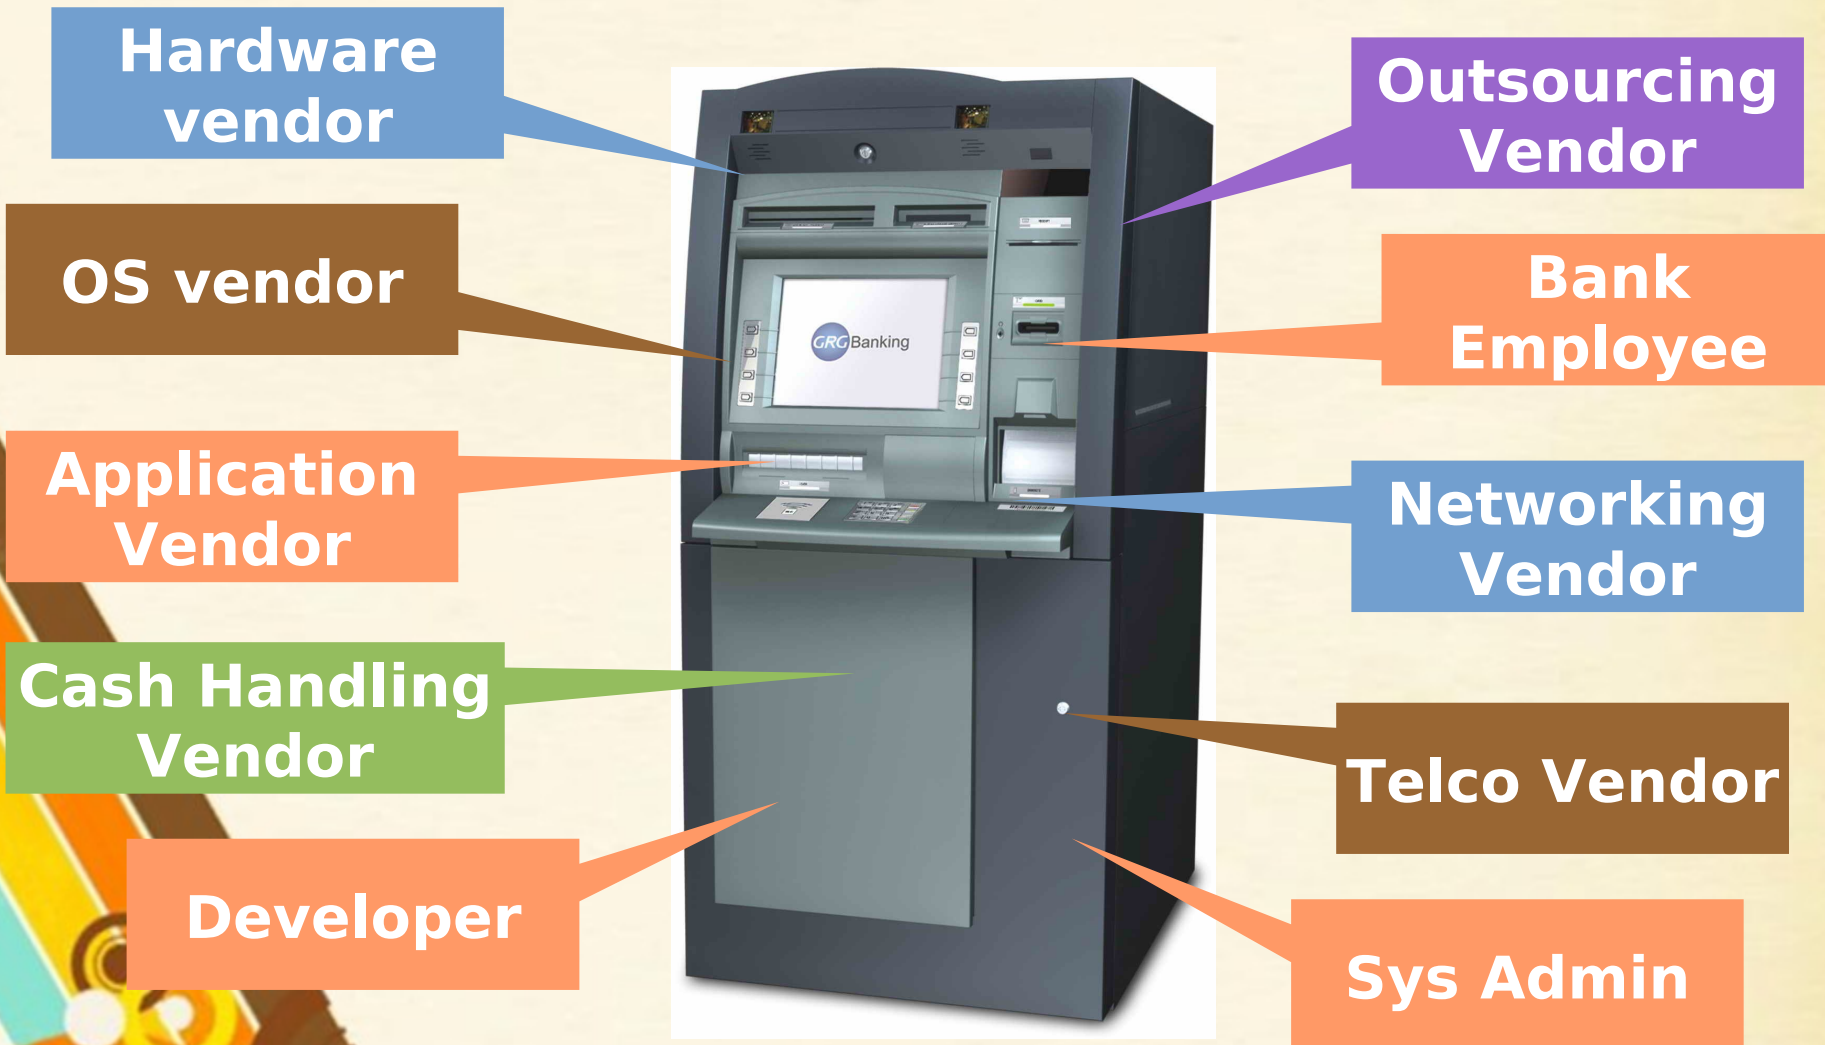 Hardware
vendor
OS vendor
Application
Vendor
Cash Handling
Vendor
Developer
GRG Banking
Outsourcing
Vendor
Bank
Employee
Networking
Vendor
Telco Vendor
Sys Admin